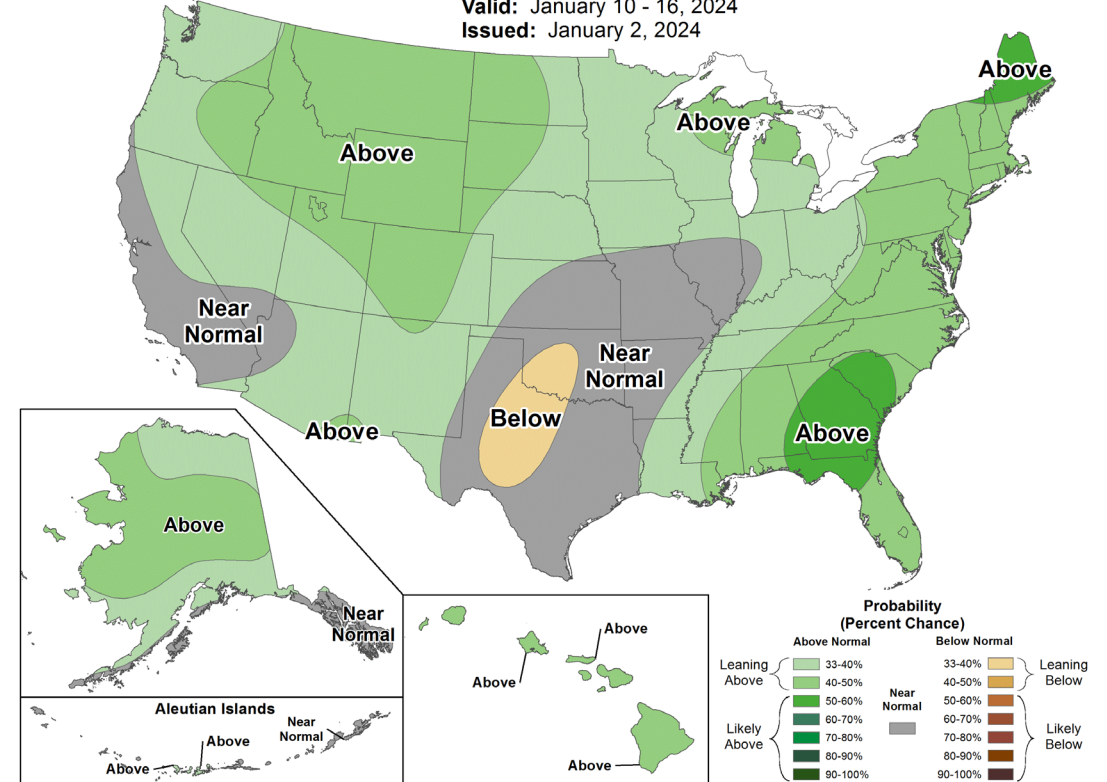 Valid: January 10 - 16, 2024
Issued: January 2, 2024
Above
Above
Above
Near
Normal
Near
Normal
Below
Above
Above
Above
Near
Normal
Aleutian Islands
Near
Normal
Above
Above
Above
Above
Above
Probability
(Percent Chance)
Above Normal
Below Normal
Leaning
Above
33-40%
40-50%
33-40%
40-50%
Leaning
Below
Near
Normal
Likely
Above
50-60%
60-70%
70-80%
80-90%
90-100%
50-60%
60-70%
70-80%
80-90%
90-100%
Likely
Below